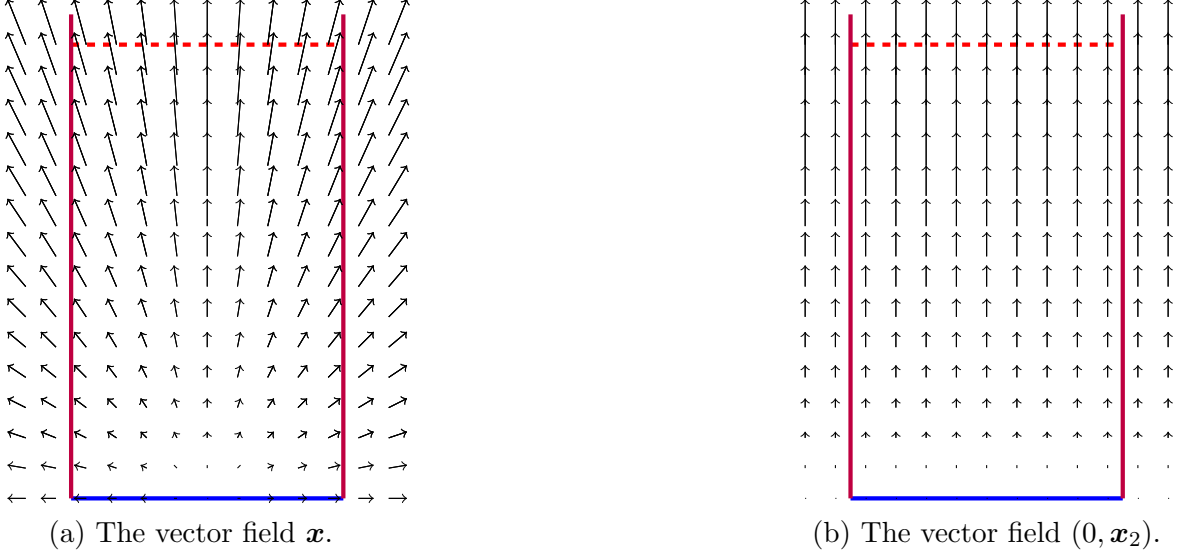 (a) The vector field 𝒙.
(b) The vector field (0, 𝒙₂).